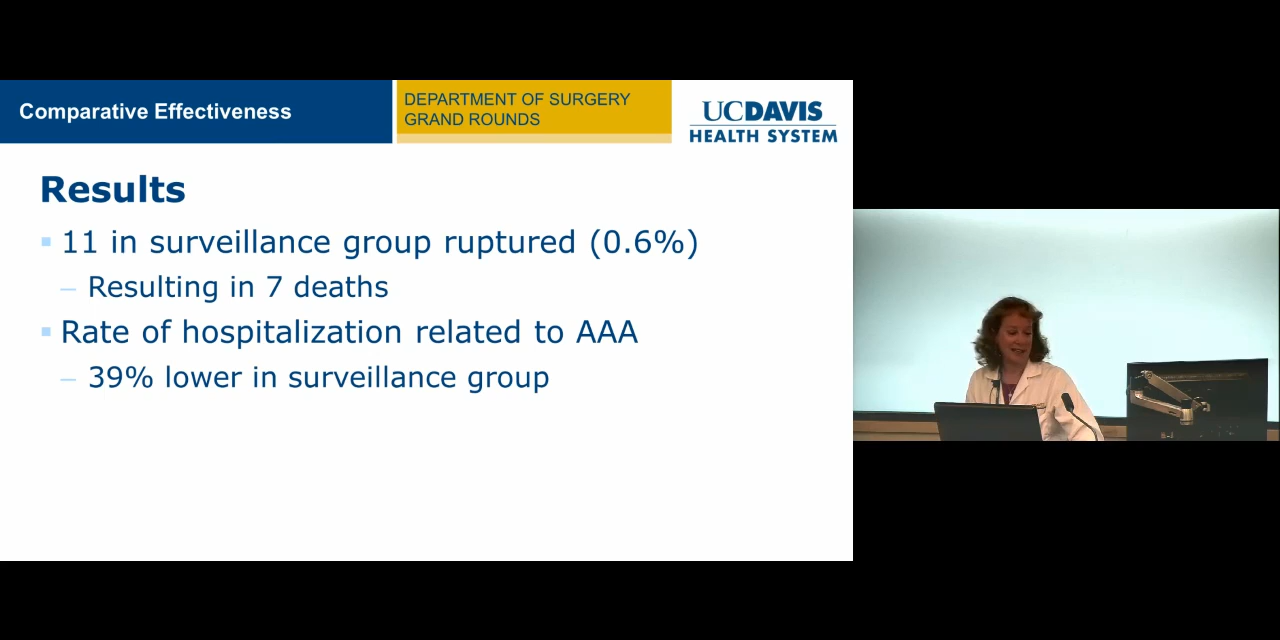 Comparative Effectiveness
DEPARTMENT OF SURGERY
GRAND ROUNDS
UCDAVIS
HEALTH SYSTEM
Results
11 in surveillance group ruptured (0.6%)
– Resulting in 7 deaths
Rate of hospitalization related to AAA
– 39% lower in surveillance group